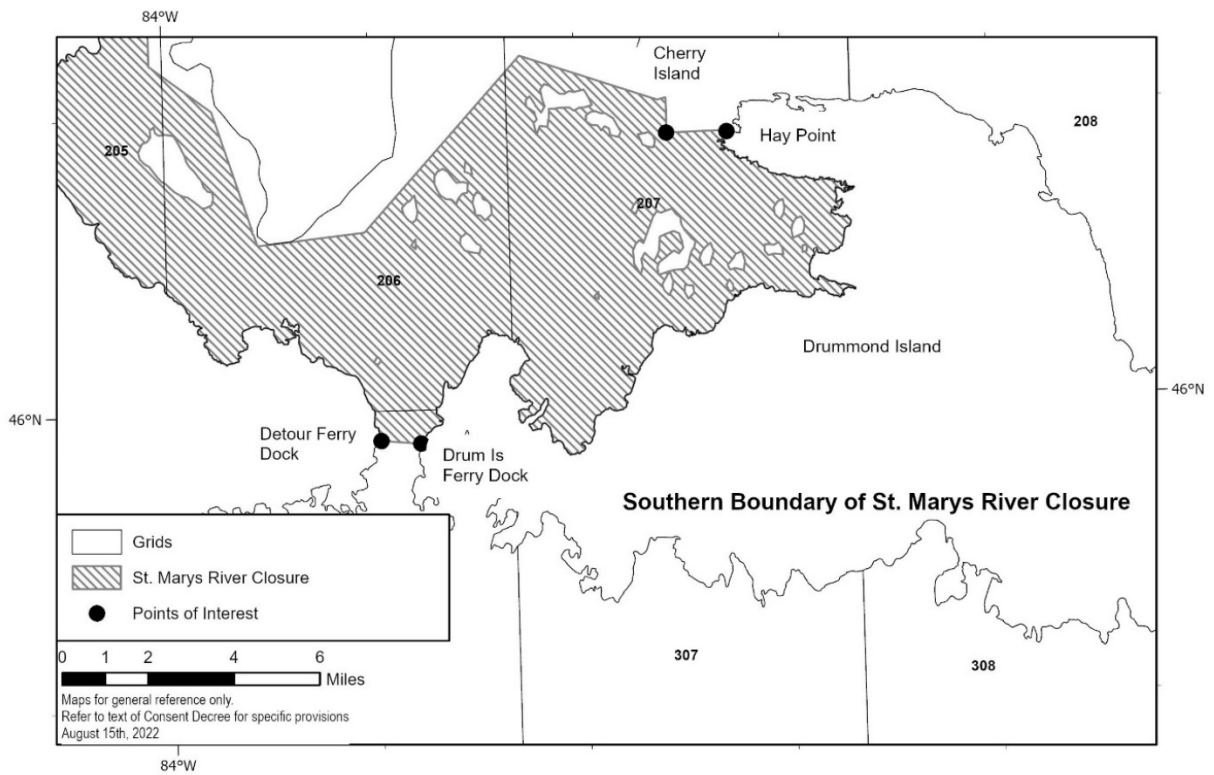 84°W
Cherry
Island
208
Hay Point
205
207
206
Drummond Island
46°N
46°N
Detour Ferry
Dock
Drum Is
Ferry Dock
Southern Boundary of St. Marys River Closure
Grids
St. Marys River Closure
Points of Interest
307
308
0 1 2 4 6
Miles
Maps for general reference only.
Refer to text of Consent Decree for specific provisions
August 15th, 2022
84°W